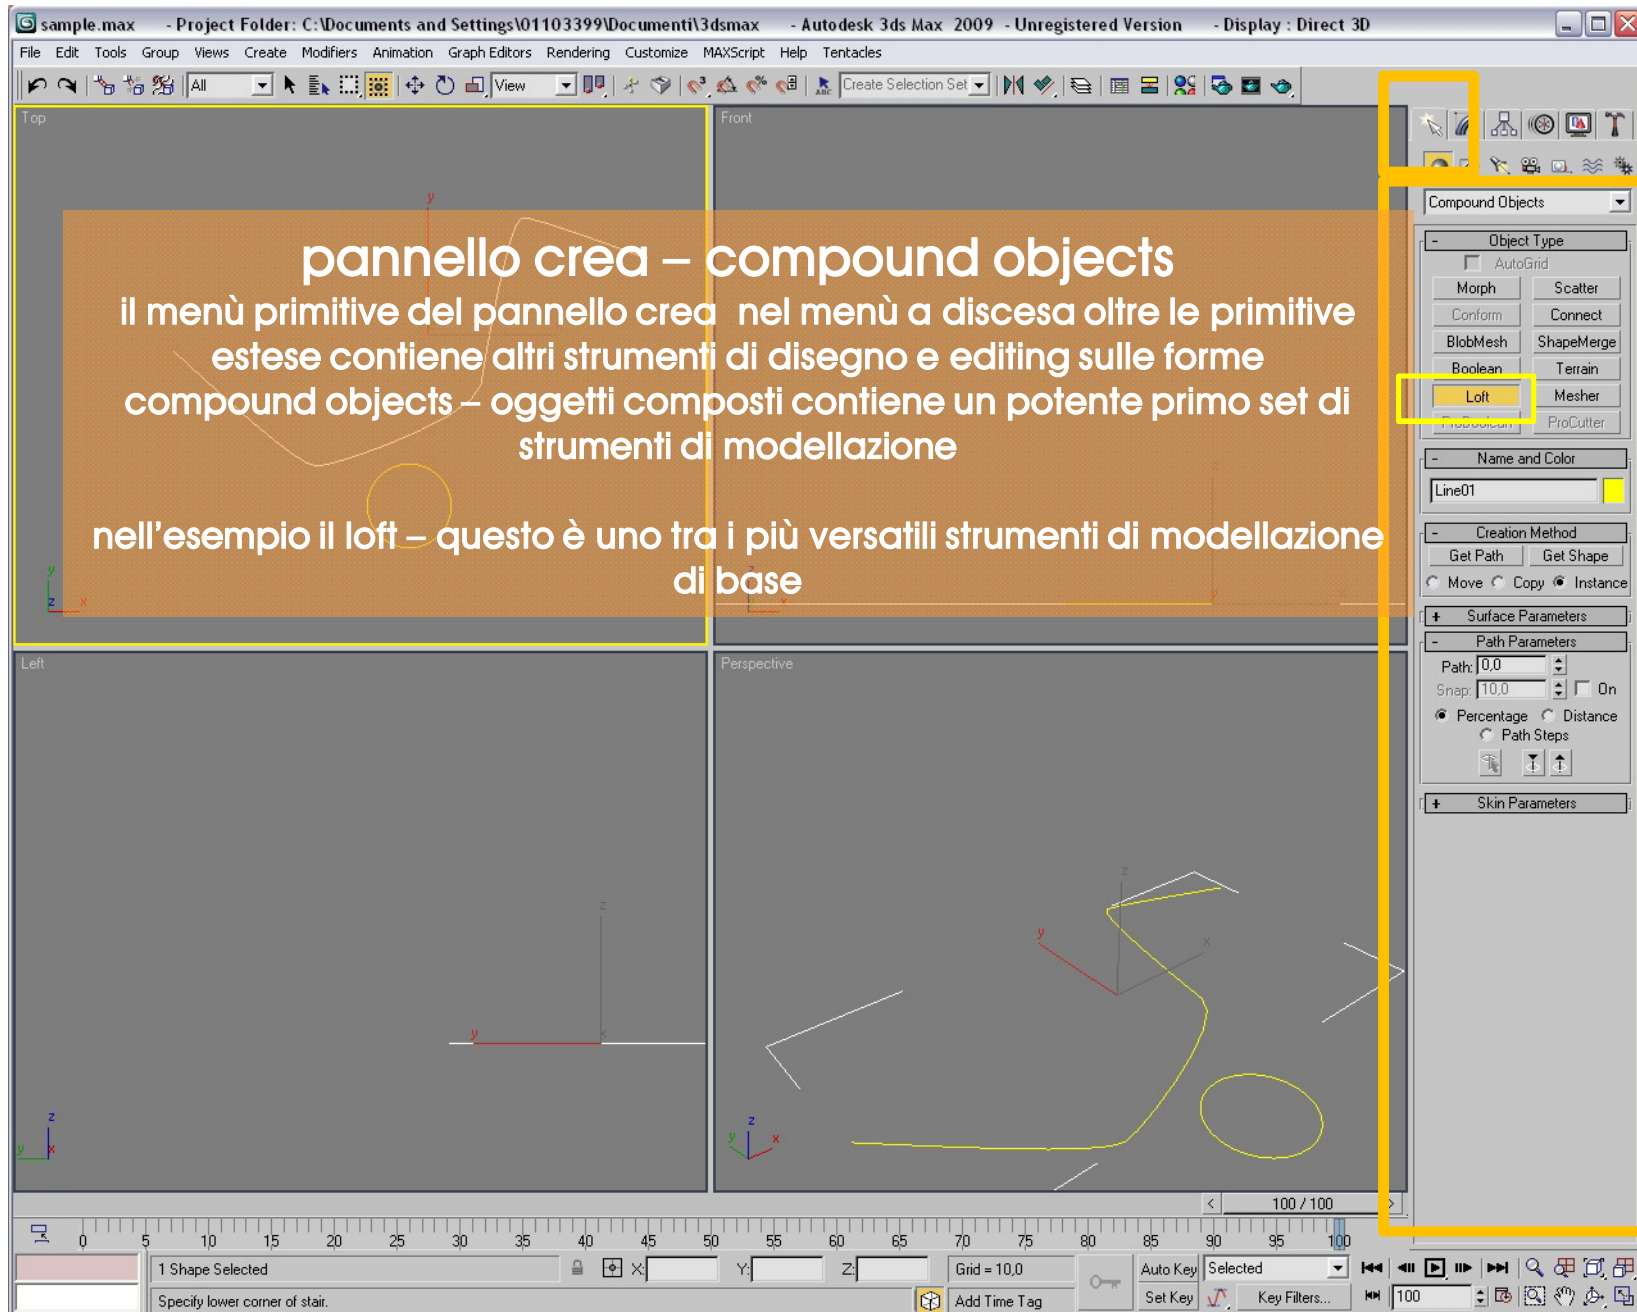 sample.max - Project Folder: C:\Documents and Settings\01103399\Documenti\3dsmax - Autodesk 3ds Max 2009 - Unregistered Version - Display : Direct 3D
File Edit Tools Group Views Create Modifiers Animation Graph Editors Rendering Customize MAXScript Help Tentacles
All View Create Selection Set
Top
Front
Compound Objects
- Object Type
AutoGrid
Morph Scatter
Conform Connect
BlobMesh ShapeMerge
Boolean Terrain
Loft Mesher
ProBoolean ProCutter
- Name and Color
Line01
- Creation Method
Get Path Get Shape
Move Copy Instance
+ Surface Parameters
- Path Parameters
Path: 0,0
Snap: 10,0 On
Percentage Distance
Path Steps
+ Skin Parameters
pannello crea – compound objects
il menù primitive del pannello crea nel menù a discesa oltre le primitive
estese contiene altri strumenti di disegno e editing sulle forme
compound objects – oggetti composti contiene un potente primo set di
strumenti di modellazione
nell'esempio il loft – questo è uno tra i più versatili strumenti di modellazione
di base
y
y
z x
Left
z
y x
z
y x
Perspective
z
y
x
z
y x
< 100 / 100 >
0 5 10 15 20 25 30 35 40 45 50 55 60 65 70 75 80 85 90 95 100
1 Shape Selected X: Y: Z: Grid = 10,0 Auto Key Selected
Specify lower corner of stair. Add Time Tag Set Key Key Filters... 100